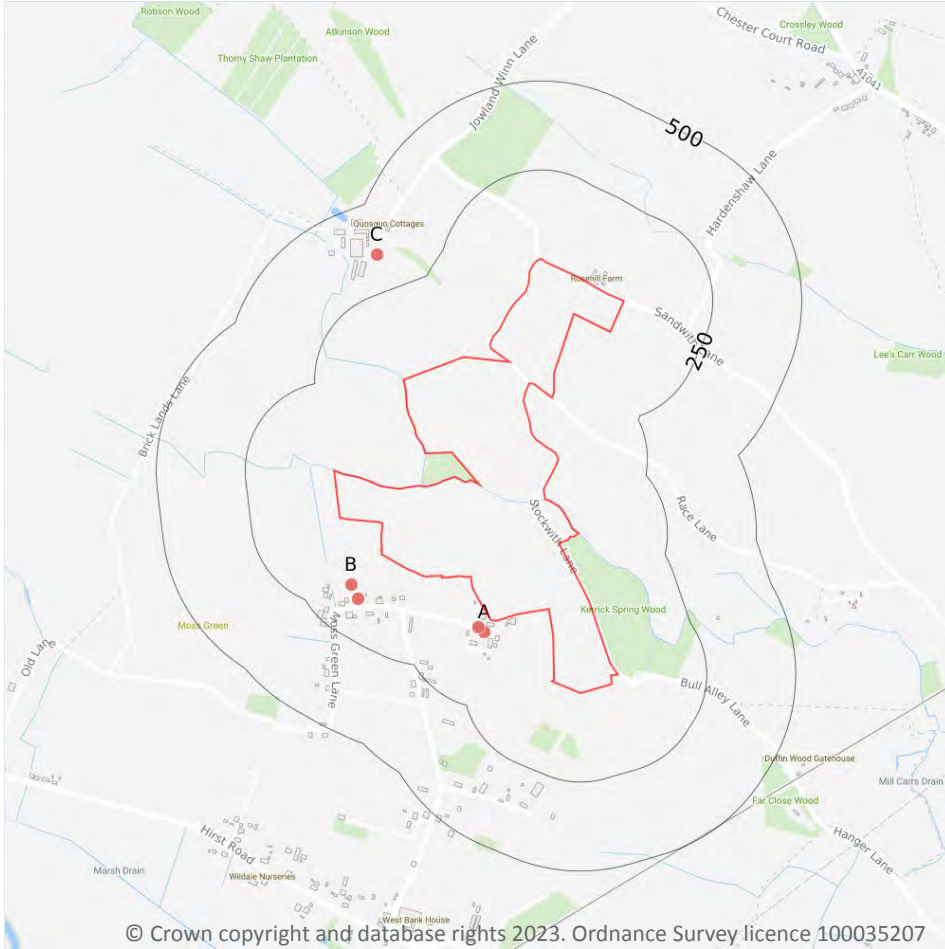 Robson Wood
Atkinson Wood
Thorny Shaw Plantation
Chester Court Road
Crossley Wood
A1041
Jowland Winn Lane
500
Hardenshaw Lane
Quosquo Cottages
C
Rosehill Farm
Sandwith Lane
250
Lee's Carr Wood
Brick Lands Lane
Stockwith Lane
Race Lane
B
A
Kerrick Spring Wood
Moss Green
Moss Green Lane
Old Lane
Bull Alley Lane
Duffin Wood Gatehouse
Mill Carrs Drain
Far Close Wood
Hanger Lane
Hirst Road
Marsh Drain
Wildale Nurseries
West Bank House
© Crown copyright and database rights 2023. Ordnance Survey licence 100035207